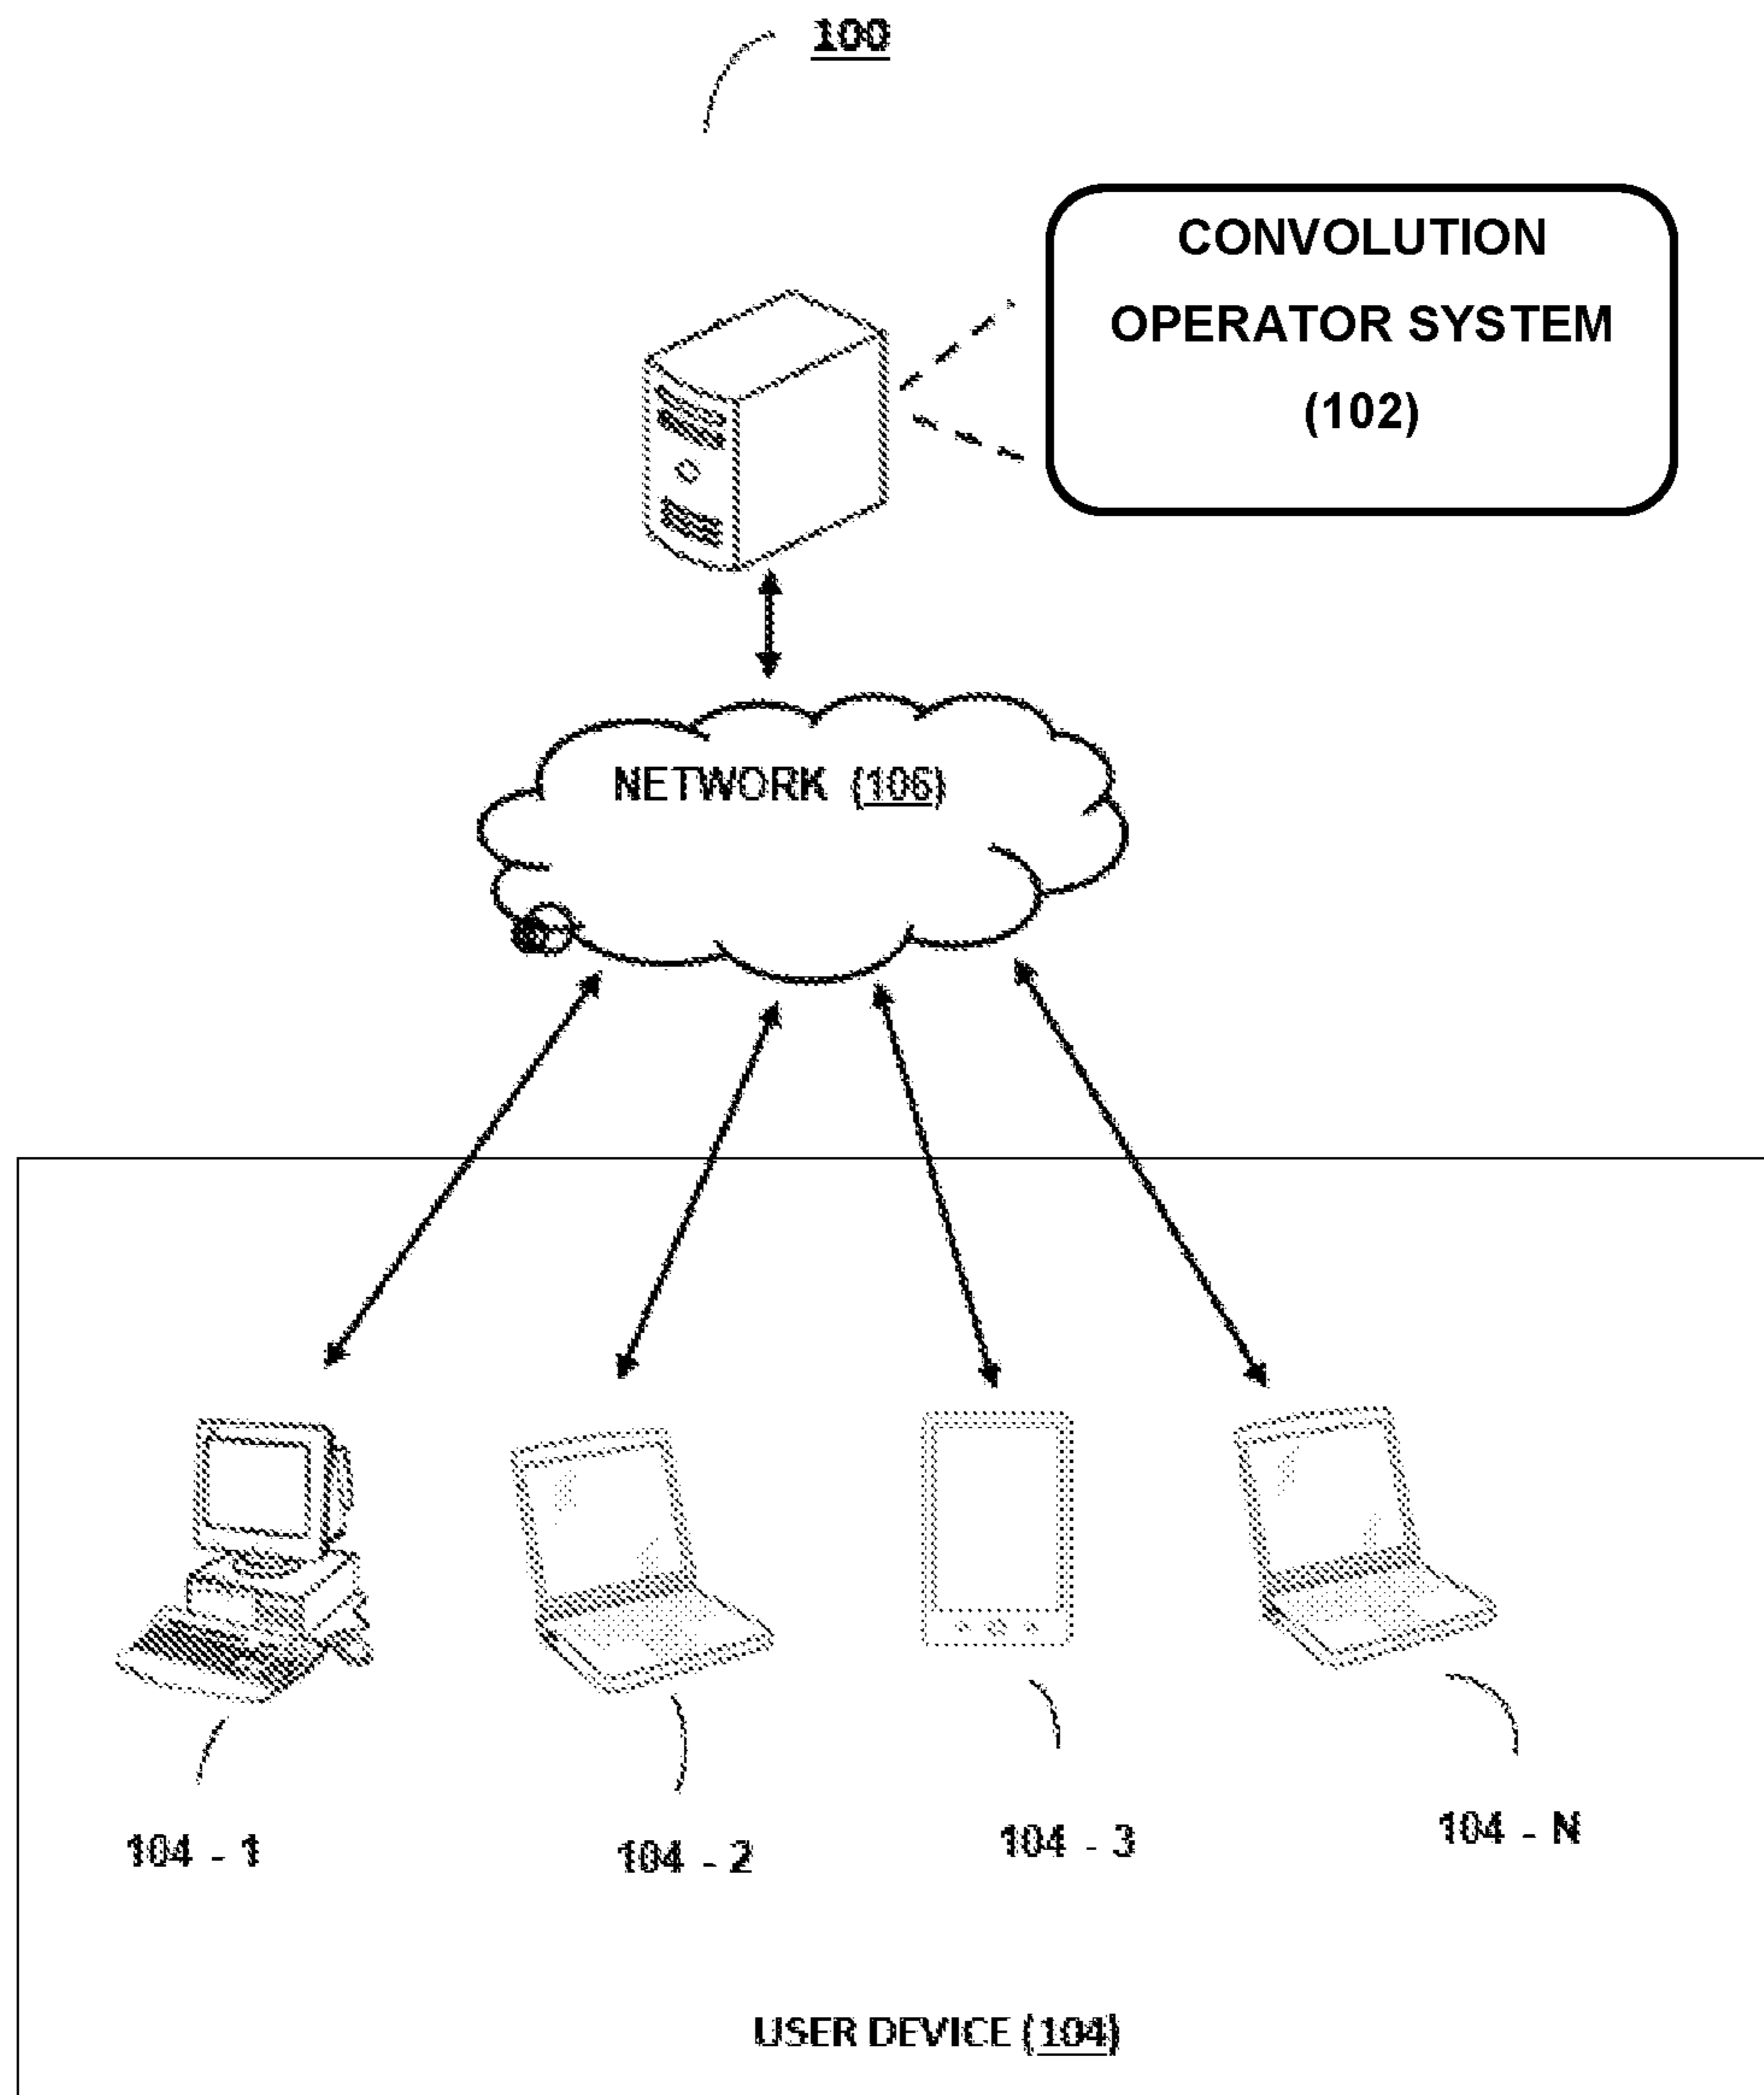 100
CONVOLUTION
OPERATOR SYSTEM
(102)
NETWORK (106)
104 - 1
104 - 2
104 - 3
104 - N
USER DEVICE (104)